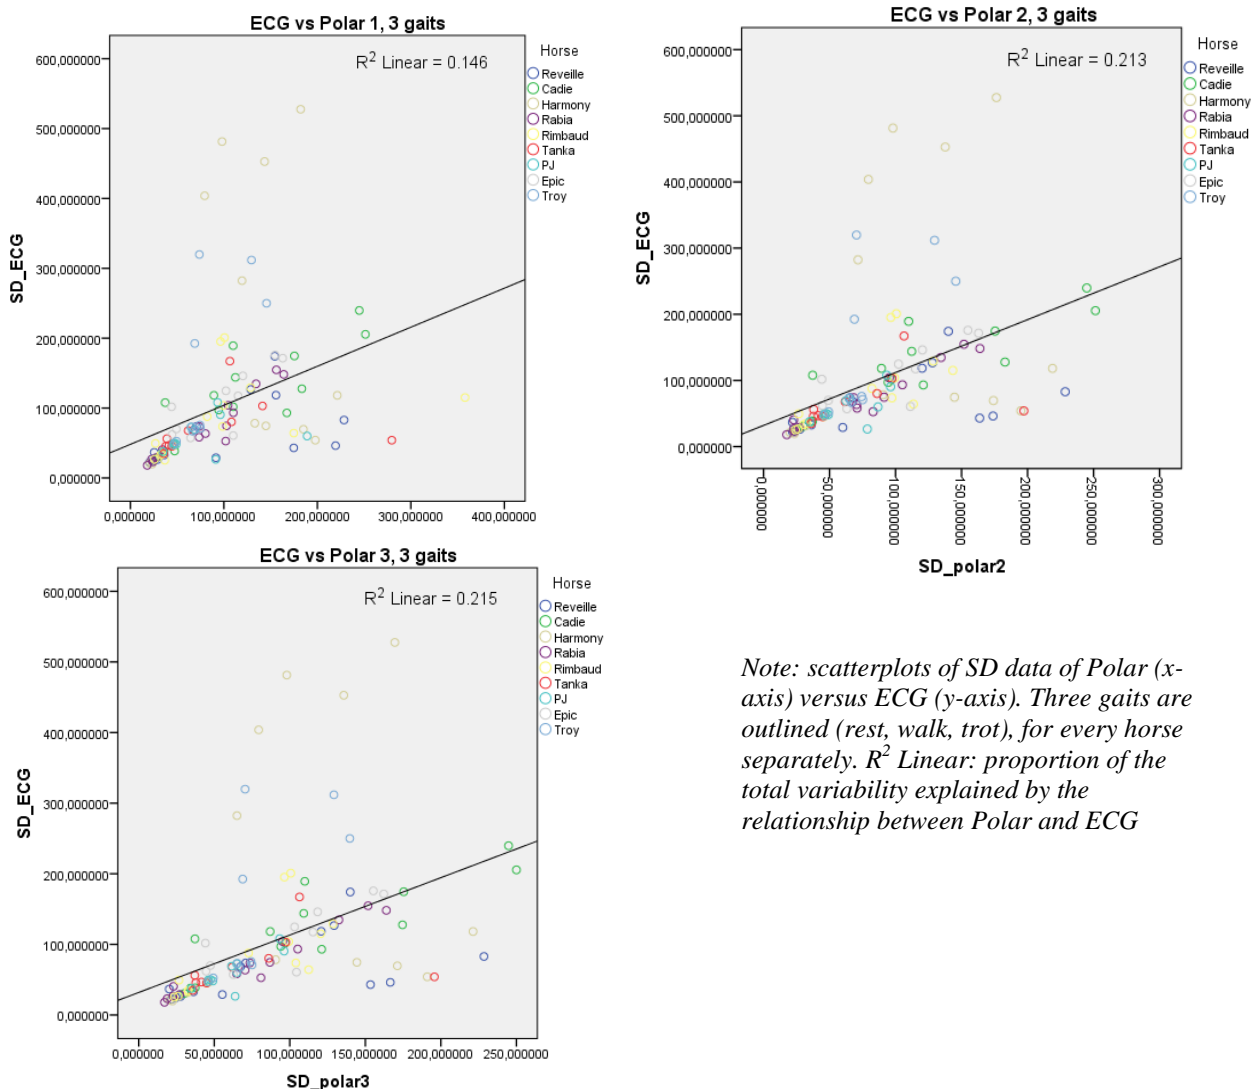 ECG vs Polar 1, 3 gaits
R² Linear = 0.146
Horse
Reveille
Cadie
Harmony
Rabia
Rimbaud
Tanka
PJ
Epic
Troy
SD_ECG
600,000000
500,000000
400,000000
300,000000
200,000000
100,000000
0,000000
0,000000 100,000000 200,000000 300,000000 400,000000
ECG vs Polar 2, 3 gaits
R² Linear = 0.213
Horse
Reveille
Cadie
Harmony
Rabia
Rimbaud
Tanka
PJ
Epic
Troy
SD_ECG
600,000000
500,000000
400,000000
300,000000
200,000000
100,000000
0,000000
0,000000 50,000000 100,000000 150,000000 200,000000 250,000000 300,000000
SD_polar2
ECG vs Polar 3, 3 gaits
R² Linear = 0.215
Horse
Reveille
Cadie
Harmony
Rabia
Rimbaud
Tanka
PJ
Epic
Troy
SD_ECG
600,000000
500,000000
400,000000
300,000000
200,000000
100,000000
0,000000
0,000000 50,000000 100,000000 150,000000 200,000000 250,000000
SD_polar3
Note: scatterplots of SD data of Polar (x-
axis) versus ECG (y-axis). Three gaits are
outlined (rest, walk, trot), for every horse
separately. R² Linear: proportion of the
total variability explained by the
relationship between Polar and ECG